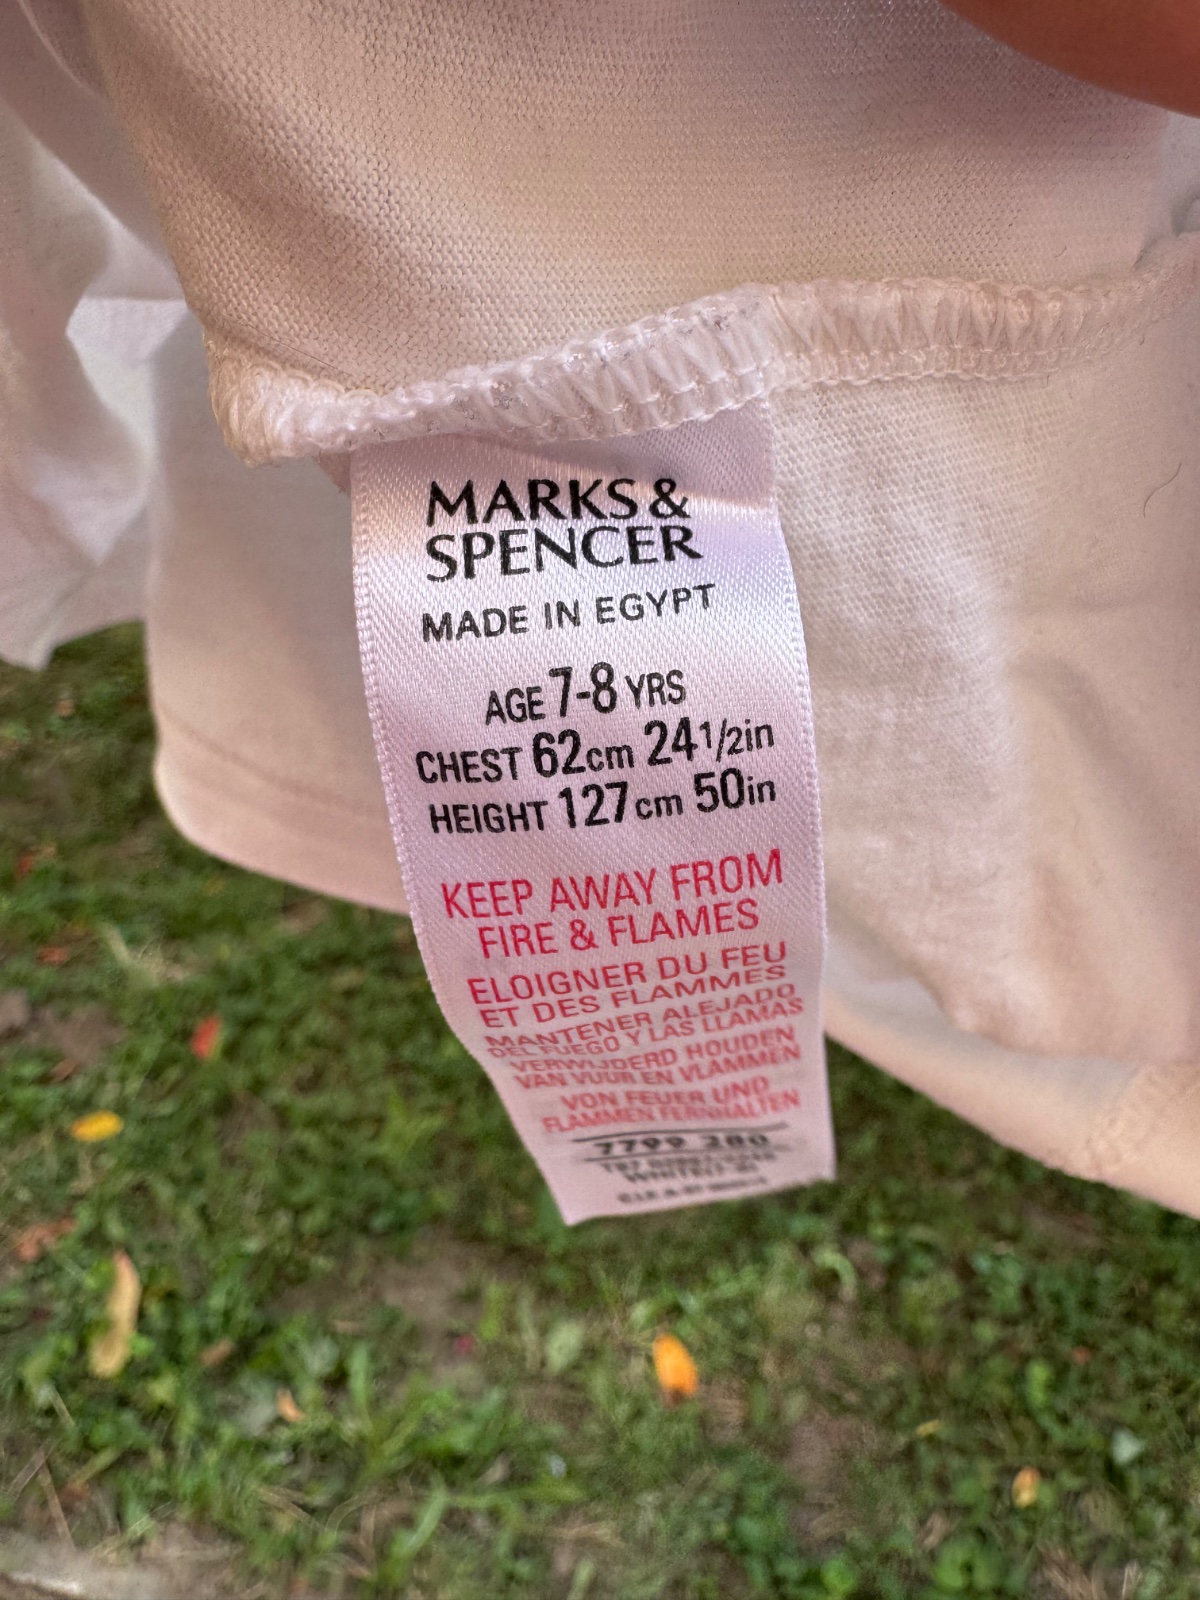 MARKS &
SPENCER
MADE IN EGYPT
AGE 7-8 YRS
CHEST 62cm 24 1/2in
HEIGHT 127cm 50in
KEEP AWAY FROM
FIRE & FLAMES
ELOIGNER DU FEU
ET DES FLAMMES
MANTENER ALEJADO
DEL FUEGO Y LAS LLAMAS
VERWIJDERD HOUDEN
VAN VUUR EN VLAMMEN
VON FEUER UND
FLAMMEN FERNHALTEN
7799 280